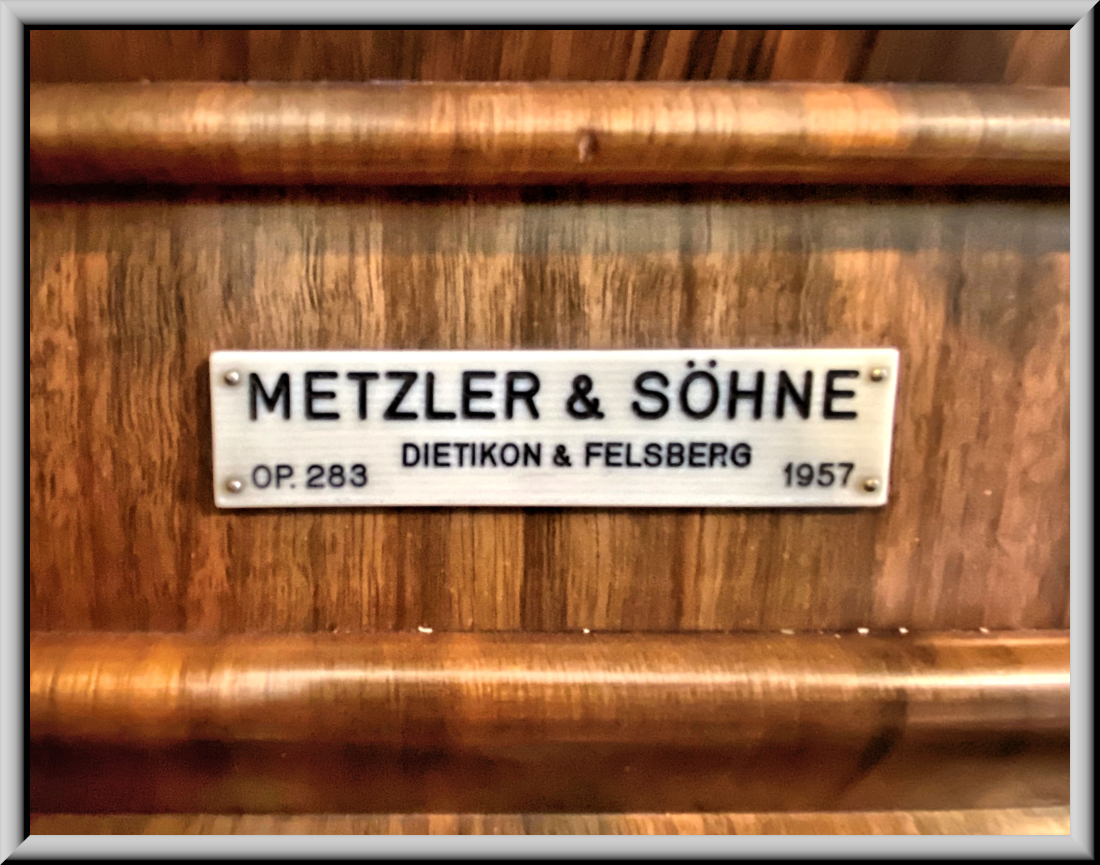 METZLER & SÖHNE
DIETIKON & FELSBERG
OP. 283 1957